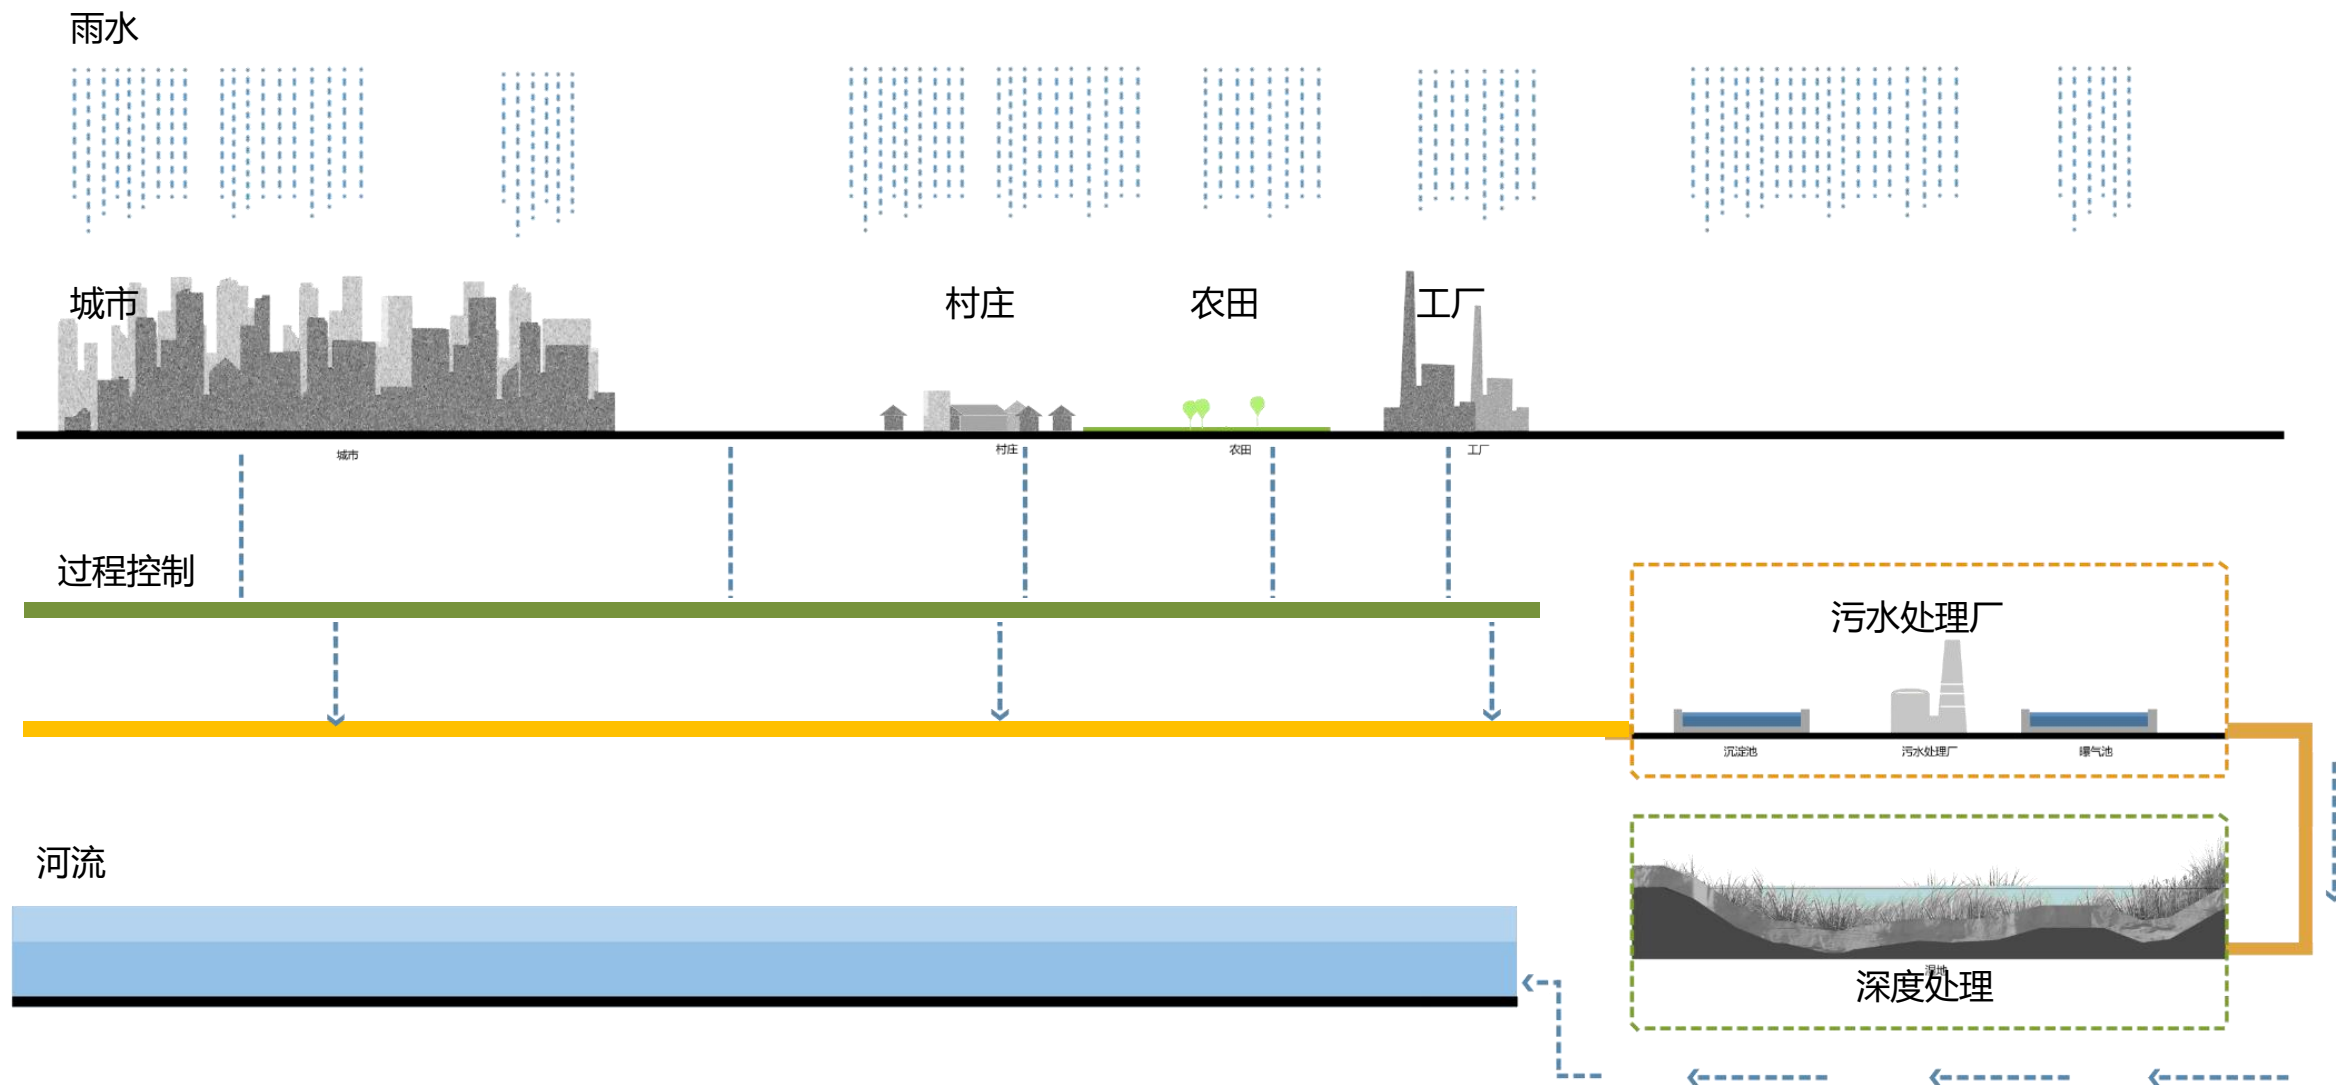 雨水
城市
村庄
农田
工厂
城市
村庄
农田
工厂
过程控制
污水处理厂
沉淀池
污水处理厂
曝气池
河流
湿地
深度处理